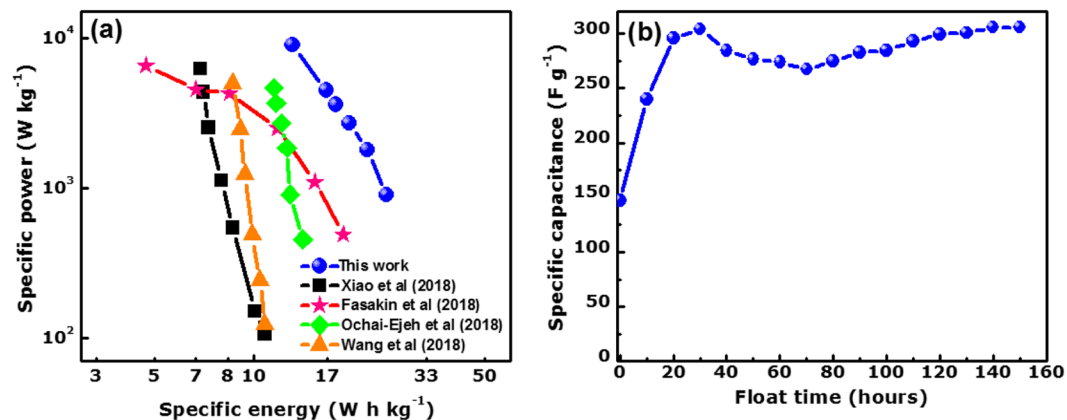 (a)
Specific power (W kg⁻¹)
10⁴
10³
10²
This work
Xiao et al (2018)
Fasakin et al (2018)
Ochai-Ejeh et al (2018)
Wang et al (2018)
3 5 7 8 10 17 33 50
Specific energy (W h kg⁻¹)
(b)
Specific capacitance (F g⁻¹)
300
250
200
150
100
50
0
0 20 40 60 80 100 120 140 160
Float time (hours)